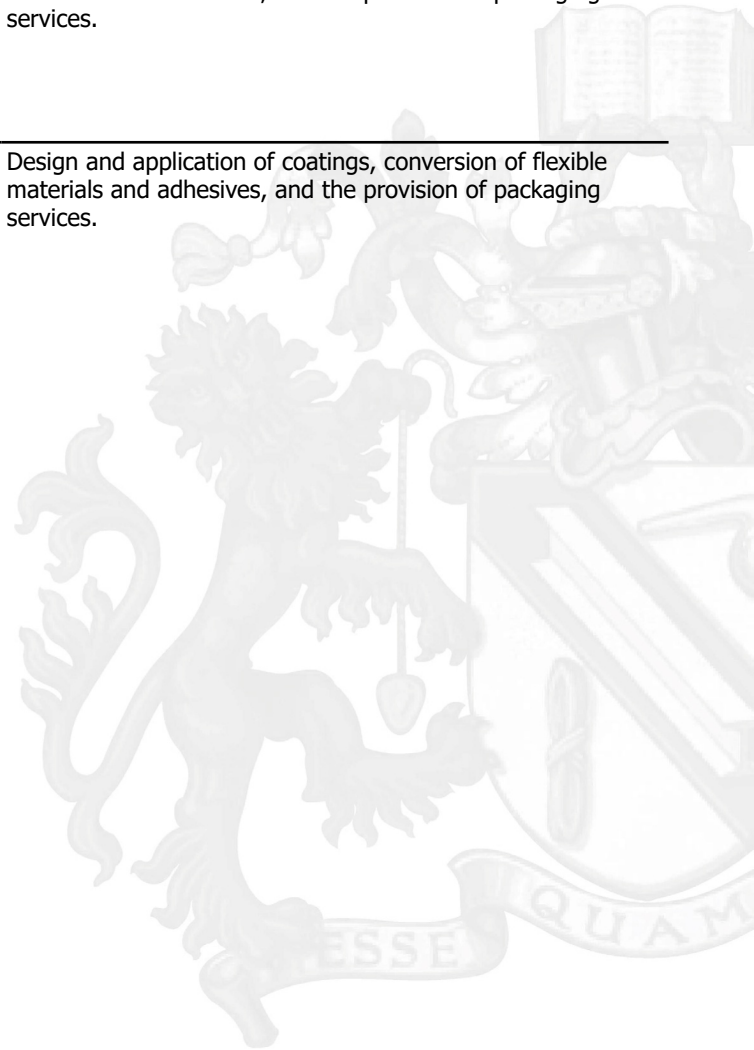 services.
Design and application of coatings, conversion of flexible
materials and adhesives, and the provision of packaging
services.
ESSE
QUAM